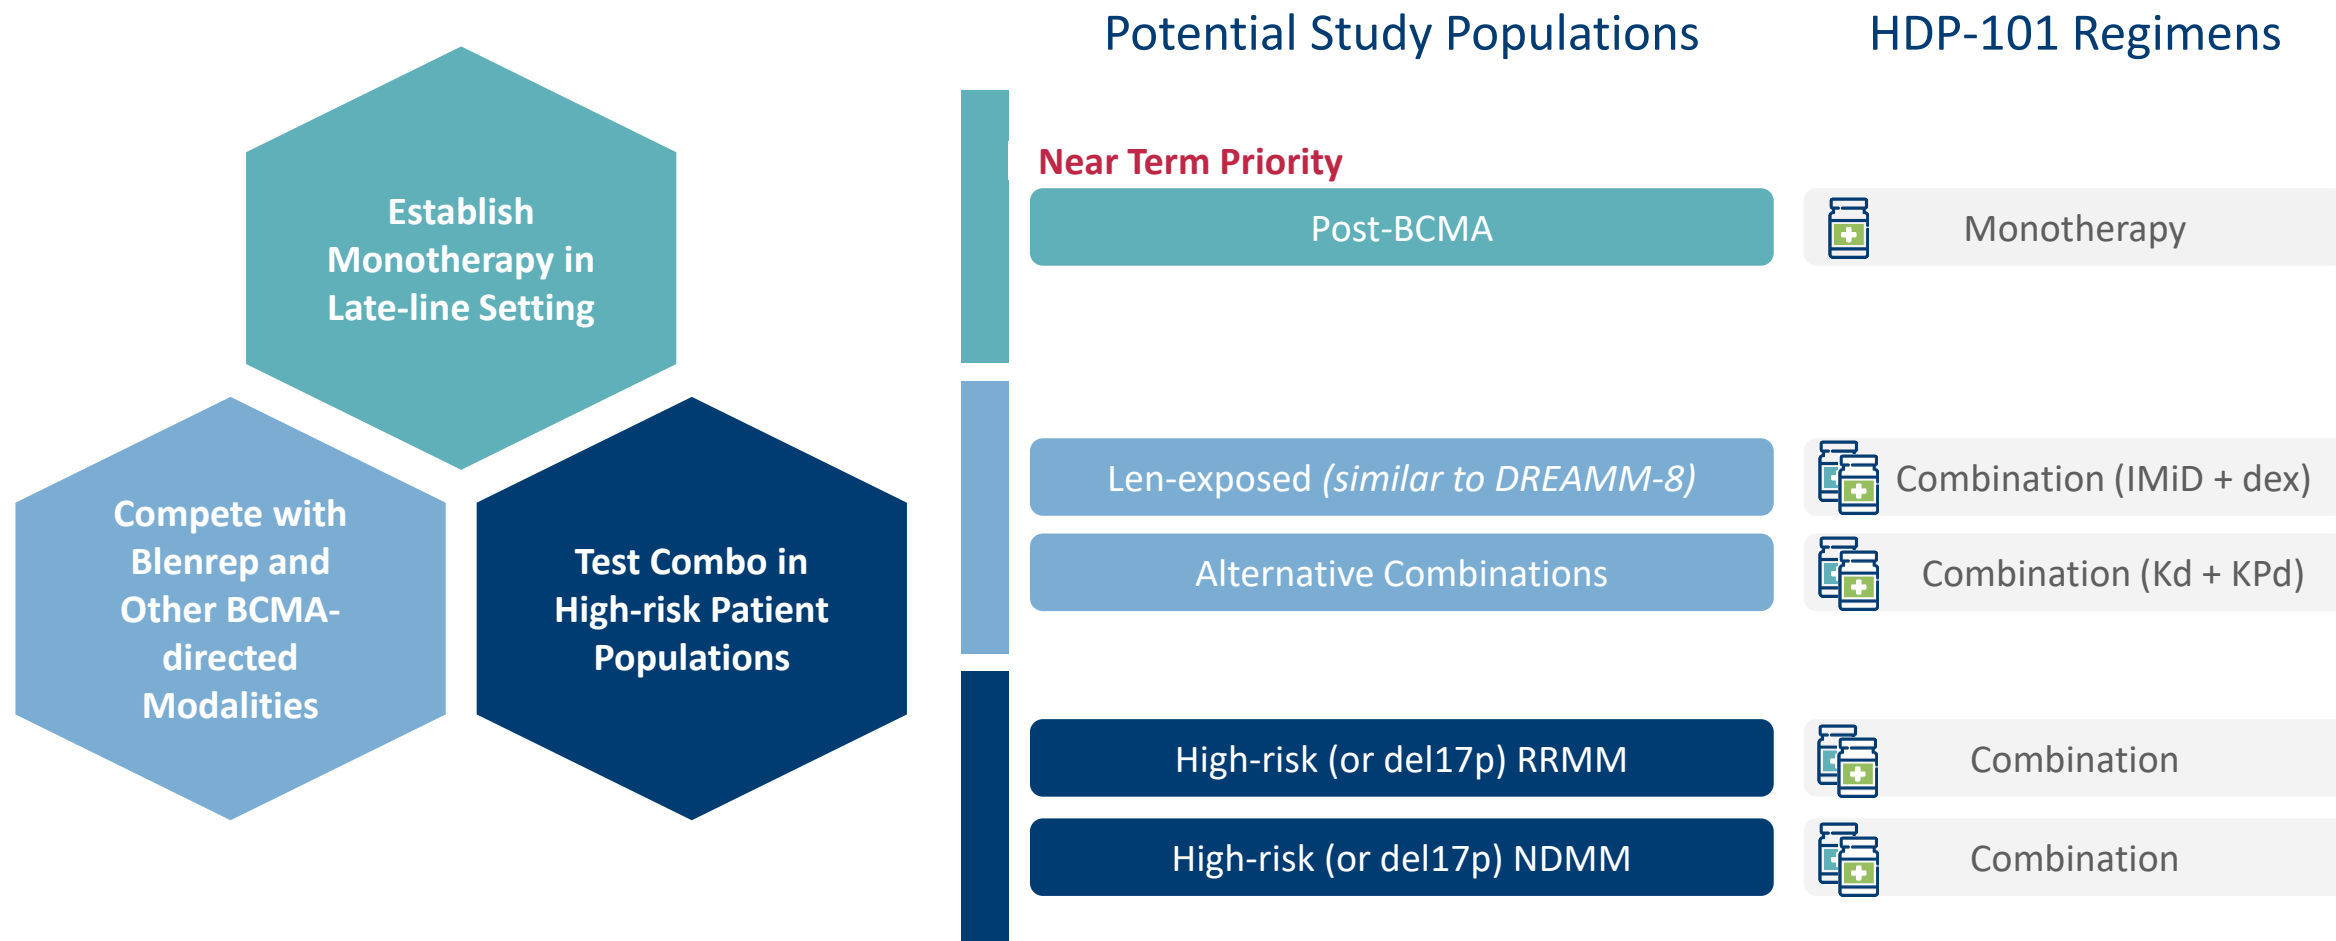 Potential Study Populations
HDP-101 Regimens
Establish
Monotherapy in
Late-line Setting
Compete with
Blenrep and
Other BCMA-
directed
Modalities
Test Combo in
High-risk Patient
Populations
Near Term Priority
Post-BCMA
Monotherapy
Len-exposed (similar to DREAMM-8)
Combination (IMiD + dex)
Alternative Combinations
Combination (Kd + KPd)
High-risk (or del17p) RRMM
Combination
High-risk (or del17p) NDMM
Combination